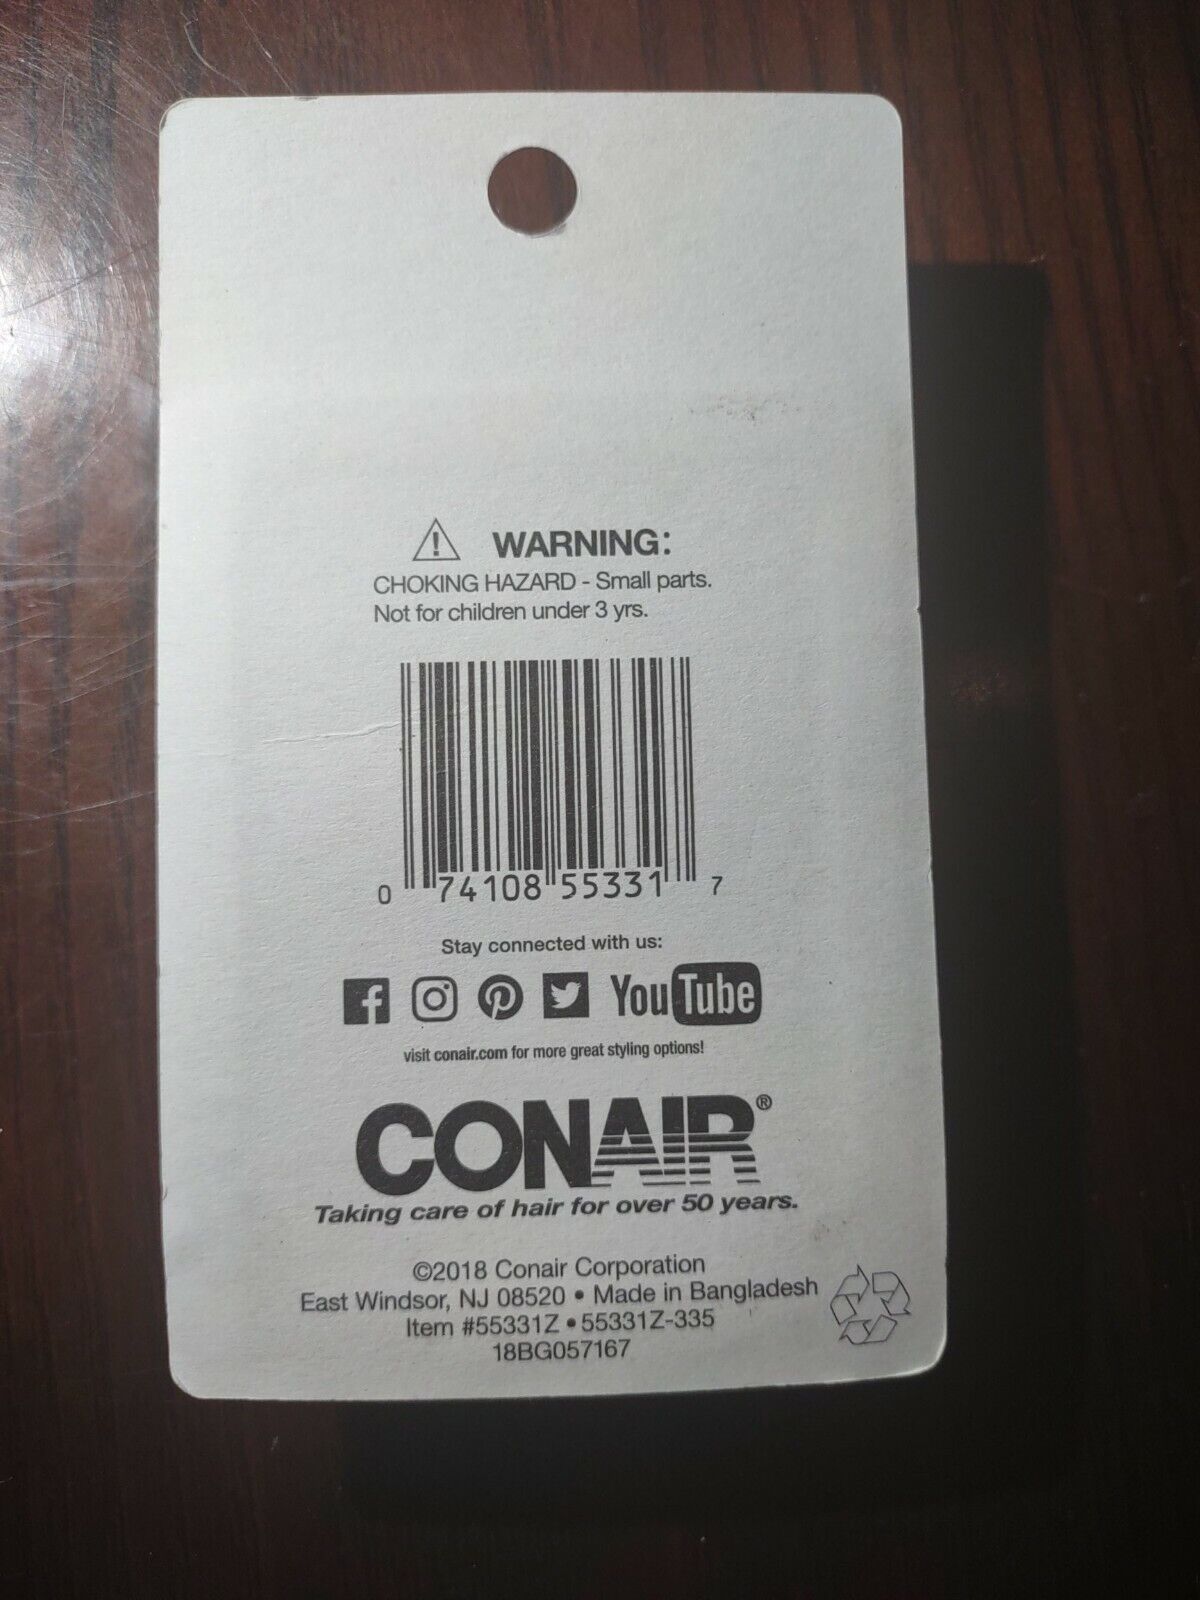 WARNING:
CHOKING HAZARD - Small parts.
Not for children under 3 yrs.
0 74108 55331 7
Stay connected with us:
YouTube
visit conair.com for more great styling options!
CONAIR®
Taking care of hair for over 50 years.
©2018 Conair Corporation
East Windsor, NJ 08520 • Made in Bangladesh
Item #55331Z • 55331Z-335
18BG057167